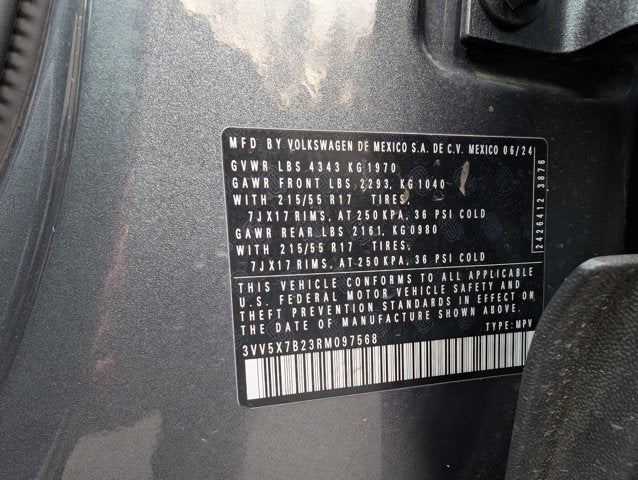 MFD BY VOLKSWAGEN DE MEXICO S.A. DE C.V. MEXICO 06/24
GVWR LBS 4343 KG 1970
GAWR FRONT LBS 2293, KG 1040
WITH 215/55 R17 TIRES,
7JX17 RIMS, AT 250 KPA, 36 PSI COLD
GAWR REAR LBS 2161, KG 0980
WITH 215/55 R17 TIRES,
7JX17 RIMS, AT 250 KPA, 36 PSI COLD
THIS VEHICLE CONFORMS TO ALL APPLICABLE
U.S. FEDERAL MOTOR VEHICLE SAFETY AND
THEFT PREVENTION STANDARDS IN EFFECT ON
THE DATE OF MANUFACTURE SHOWN ABOVE.
3VV5X7B23RM097568 TYPE: MPV
2426412 3876